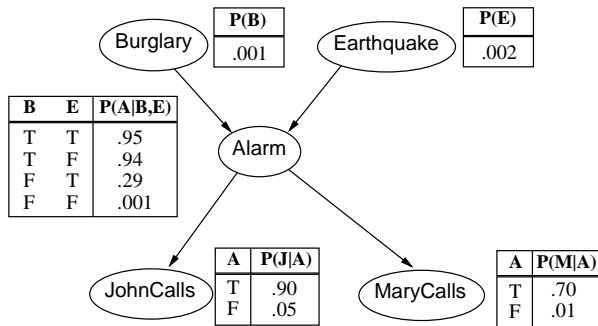 Burglary
P(B)
.001
Earthquake
P(E)
.002
B E P(A|B,E)
T T .95
T F .94
F T .29
F F .001
Alarm
JohnCalls
A P(J|A)
T .90
F .05
MaryCalls
A P(M|A)
T .70
F .01